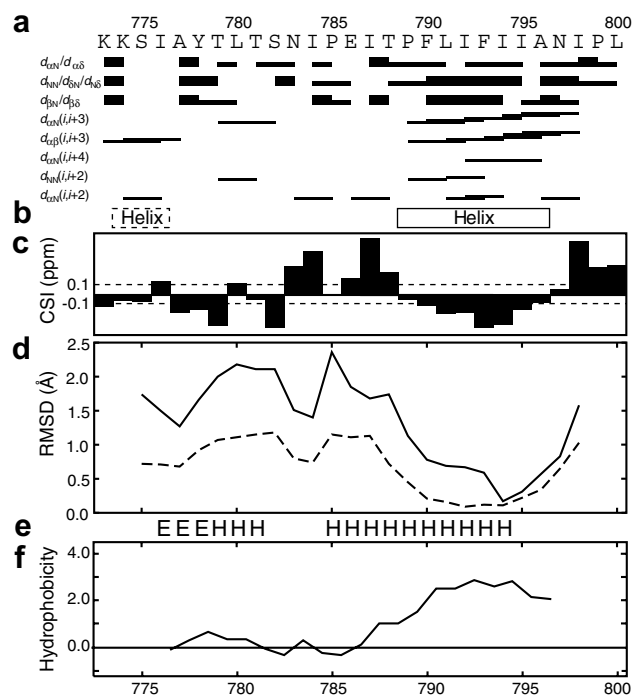 775 780 785 790 795 800
a
K K S I A Y T L T S N I P E I T P F L I F I I A N I P L
dαN/dαδ
dNN/dδN/dNδ
dβN/dβδ
dαN(i,i+3)
dαβ(i,i+3)
dαN(i,i+4)
dNN(i,i+2)
dαN(i,i+2)
b Helix Helix
c
CSI (ppm)
0.1
-0.1
d
RMSD (Å)
2.5
2.0
1.5
1.0
0.5
0.0
e E E E H H H H H H H H H H H H H
f
Hydrophobicity
4.0
2.0
0.0
775 780 785 790 795 800